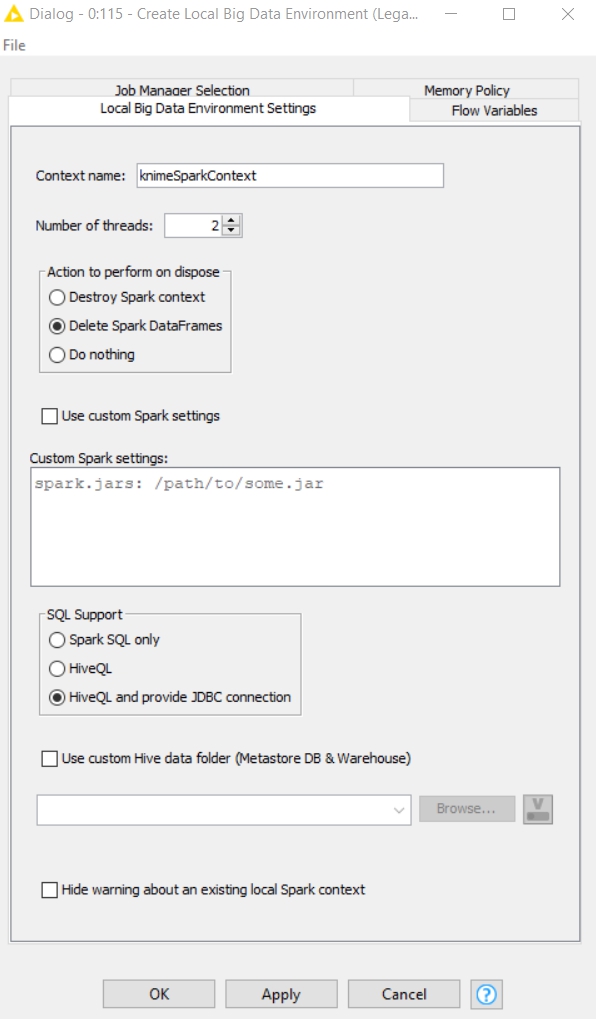 Dialog - 0:115 - Create Local Big Data Environment (Lega...
File
Job Manager Selection
Memory Policy
Local Big Data Environment Settings
Flow Variables
Context name: knimeSparkContext
Number of threads: 2
Action to perform on dispose
Destroy Spark context
Delete Spark DataFrames
Do nothing
Use custom Spark settings
Custom Spark settings:
spark.jars: /path/to/some.jar
SQL Support
Spark SQL only
HiveQL
HiveQL and provide JDBC connection
Use custom Hive data folder (Metastore DB & Warehouse)
Browse... V
Hide warning about an existing local Spark context
OK Apply Cancel ?